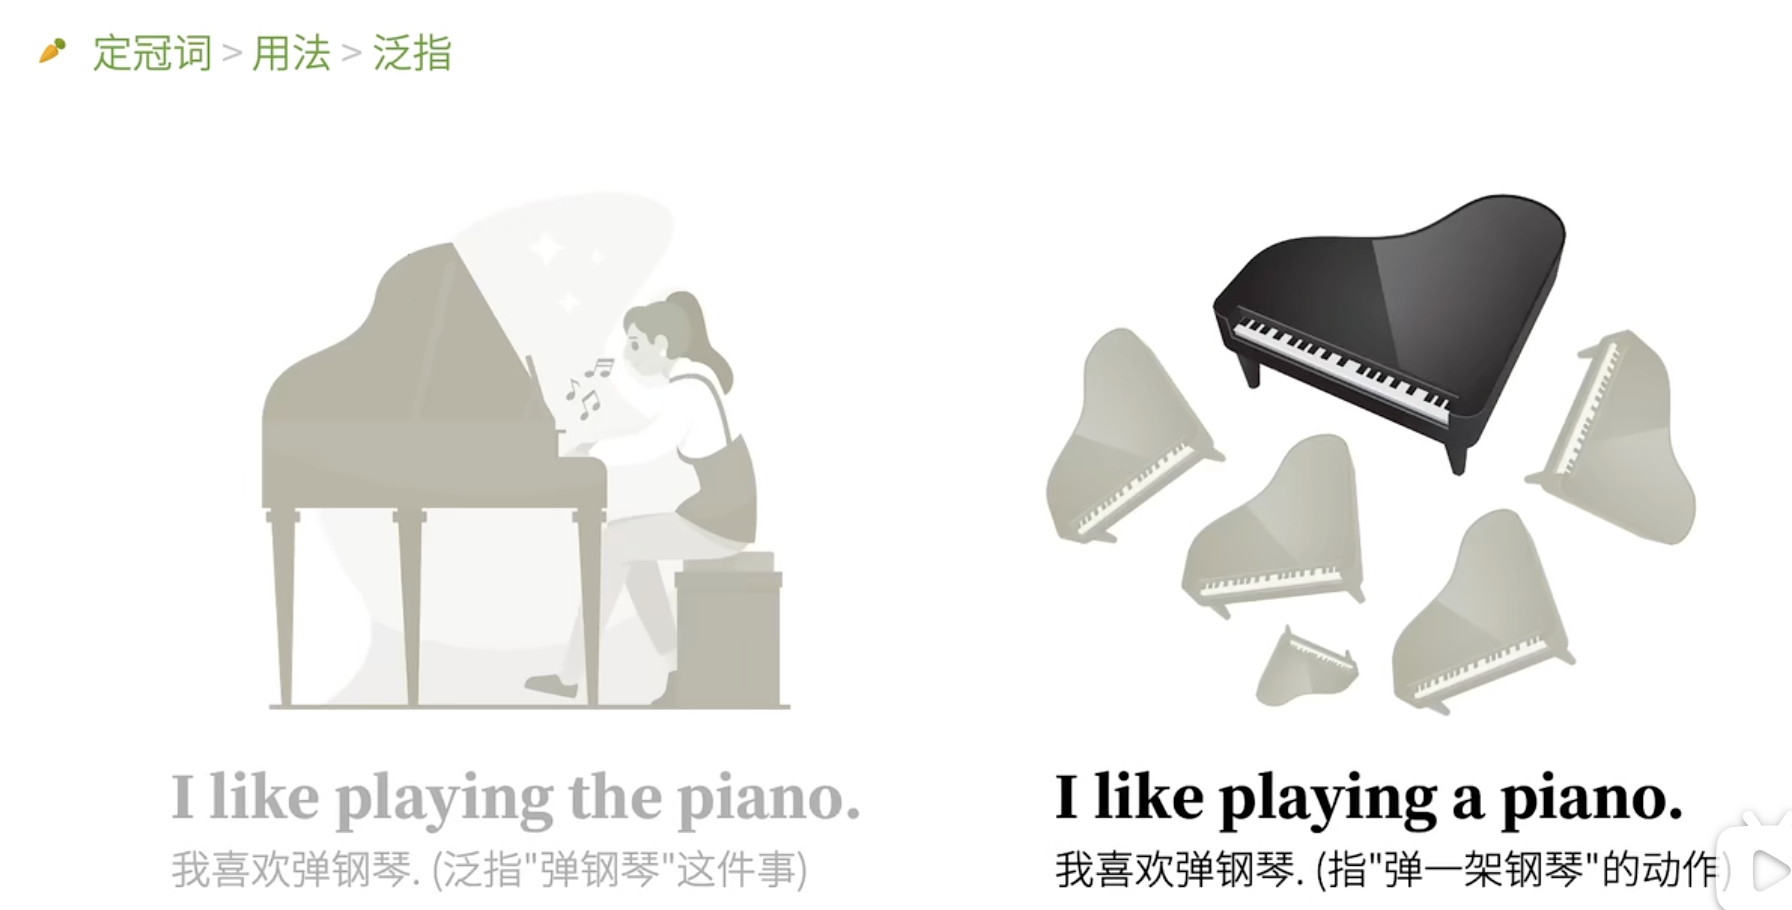 定冠词 > 用法 > 泛指
I like playing the piano.
我喜欢弹钢琴. (泛指"弹钢琴"这件事)
I like playing a piano.
我喜欢弹钢琴. (指"弹一架钢琴"的动作)